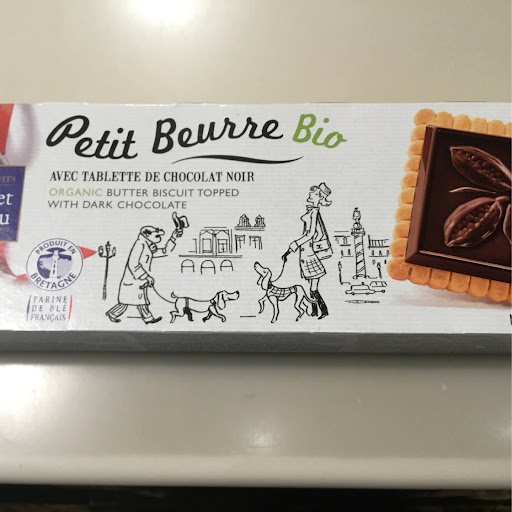 Petit Beurre Bio
AVEC TABLETTE DE CHOCOLAT NOIR
ORGANIC BUTTER BISCUIT TOPPED
WITH DARK CHOCOLATE
PRODUIT EN
BRETAGNE
FARINE
DE BLÉ
FRANÇAIS